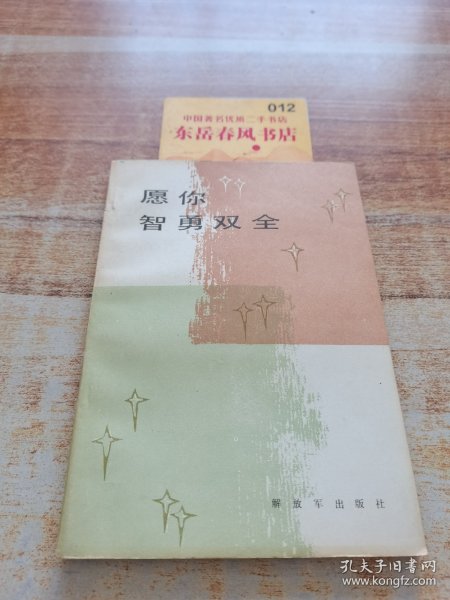 012
中国著名优质二手书店
东岳春风书店
愿你
智勇双全
解放军出版社
孔夫子旧书网
www.kongfz.com